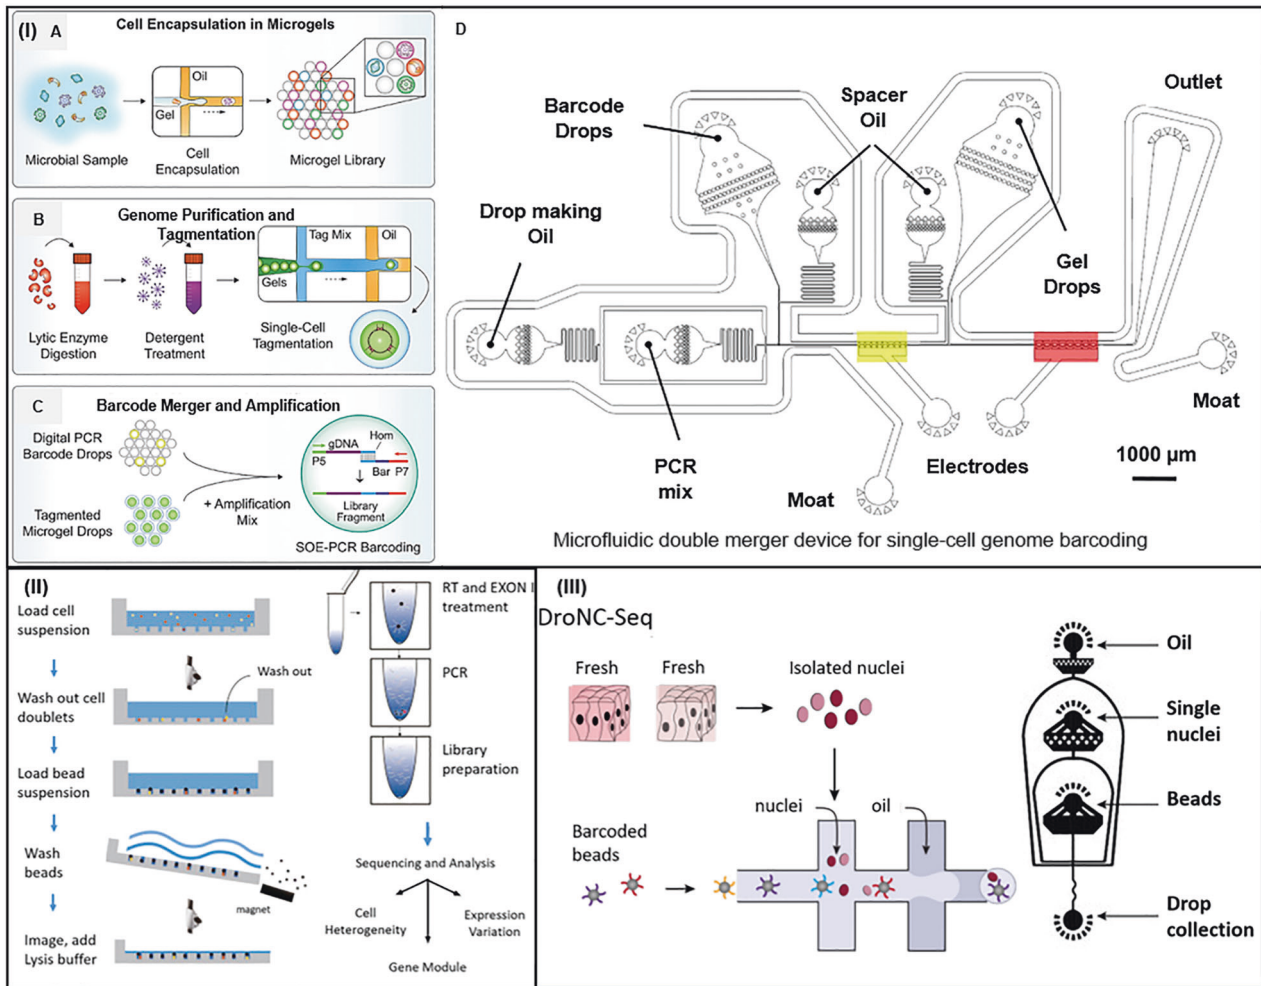 (I) A
Cell Encapsulation in Microgels
Oil
Gel
Microbial Sample
Cell
Encapsulation
Microgel Library
B
Genome Purification and
Tagmentation
Tag Mix
Oil
Gels
Lytic Enzyme
Digestion
Detergent
Treatment
Single-Cell
Tagmentation
C
Barcode Merger and Amplification
Digital PCR
Barcode Drops
Tagmented
Microgel Drops
+ Amplification
Mix
gDNA
Hom
P5
Bar P7
Library
Fragment
SOE-PCR Barcoding
D
Barcode
Drops
Spacer
Oil
Outlet
Drop making
Oil
Gel
Drops
PCR
mix
Moat
Electrodes
Moat
1000 µm
Microfluidic double merger device for single-cell genome barcoding
(II)
Load cell
suspension
Wash out cell
doublets
Wash out
Load bead
suspension
Wash
beads
magnet
Image, add
Lysis buffer
RT and EXON I
treatment
PCR
Library
preparation
Sequencing and Analysis
Cell
Heterogeneity
Expression
Variation
Gene Module
(III)
DroNC-Seq
Fresh
Fresh
Isolated nuclei
nuclei
oil
Barcoded
beads
Oil
Single
nuclei
Beads
Drop
collection